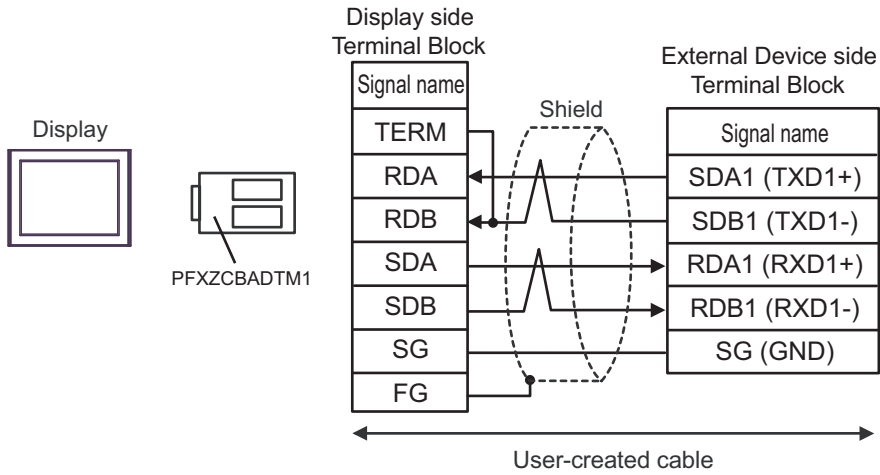 Display side
Terminal Block
External Device side
Terminal Block
Signal name
Shield
Signal name
Display
TERM
RDA
SDA1 (TXD1+)
RDB
SDB1 (TXD1-)
SDA
RDA1 (RXD1+)
PFXZCBADTM1
SDB
RDB1 (RXD1-)
SG
SG (GND)
FG
User-created cable